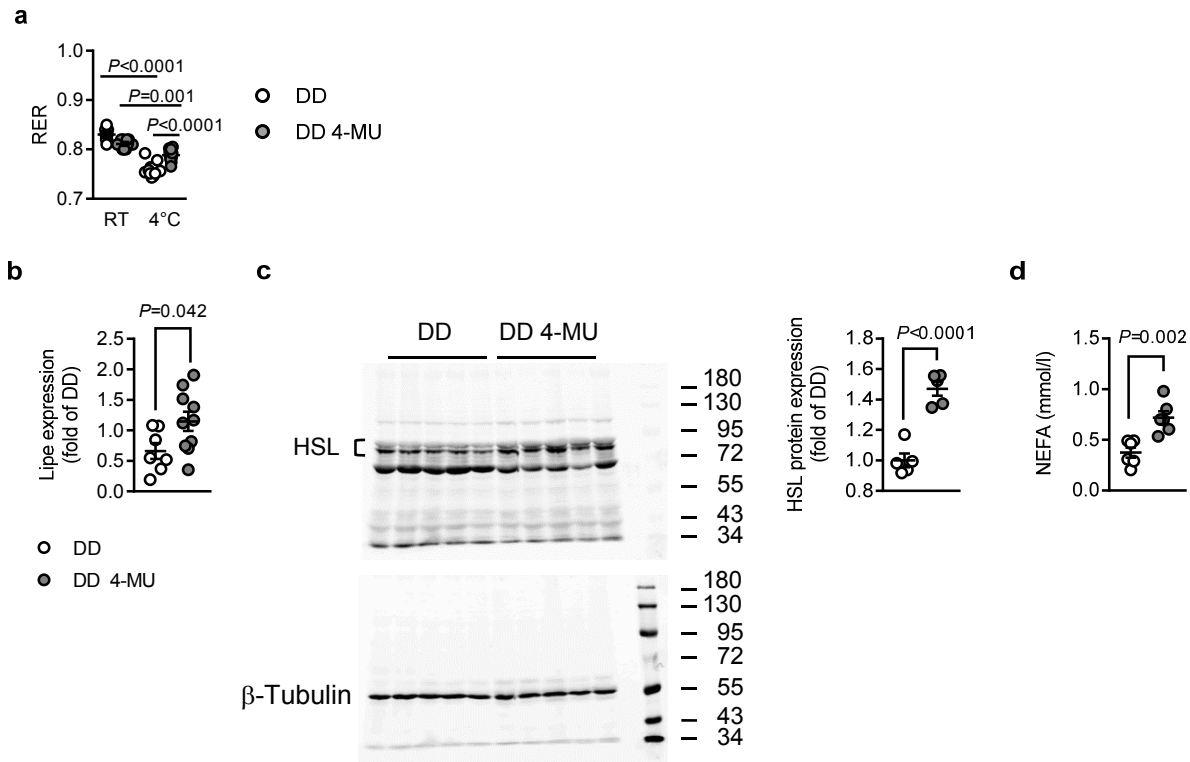 a
1.0
0.9
0.8
0.7
RER
P<0.0001
P=0.001
P<0.0001
RT 4°C
DD
DD 4-MU
b
P=0.042
2.5
2.0
1.5
1.0
0.5
0.0
Lipe expression
(fold of DD)
DD
DD 4-MU
c
DD DD 4-MU
HSL
180
130
95
72
55
43
34
β-Tubulin
180
130
95
72
55
43
34
HSL protein expression
(fold of DD)
1.8
1.6
1.4
1.2
1.0
0.8
P<0.0001
d
NEFA (mmol/l)
1.5
1.0
0.5
0.0
P=0.002